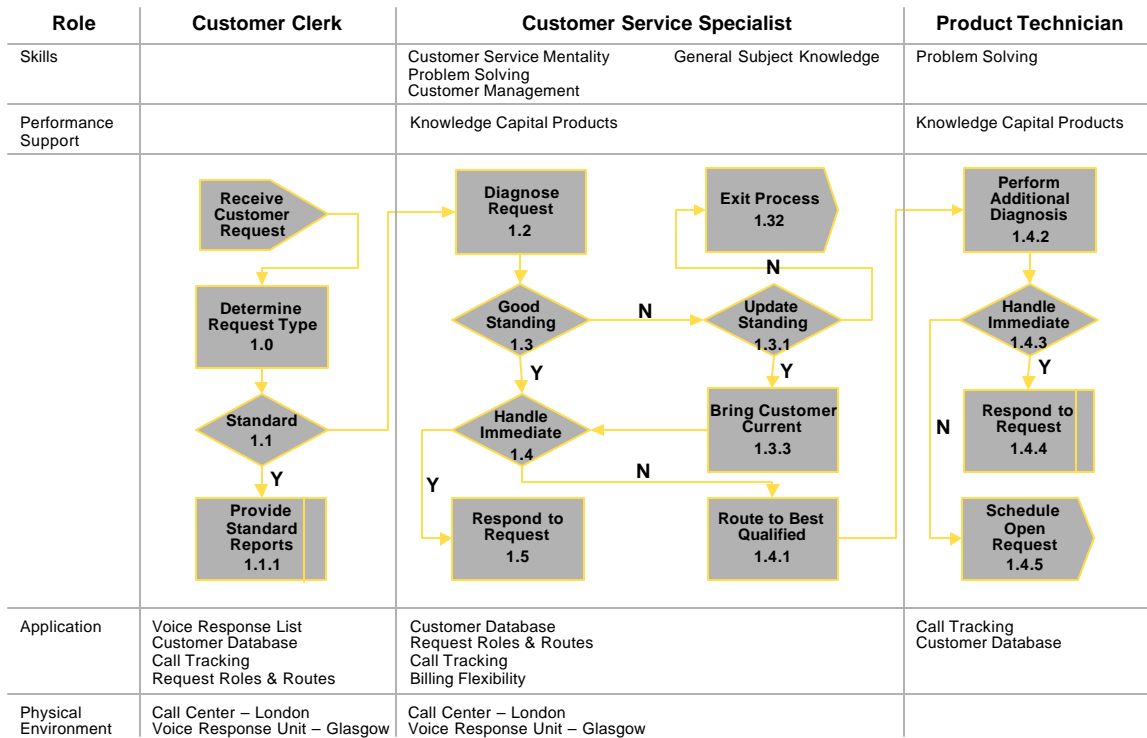 Role
Customer Clerk
Customer Service Specialist
Product Technician
Skills
Customer Service Mentality
Problem Solving
Customer Management
General Subject Knowledge
Problem Solving
Performance
Support
Knowledge Capital Products
Knowledge Capital Products
Receive
Customer
Request
Determine
Request Type
1.0
Standard
1.1
Y
Provide
Standard
Reports
1.1.1
Diagnose
Request
1.2
Good
Standing
1.3
N
Y
Handle
Immediate
1.4
Y
N
Respond to
Request
1.5
Exit Process
1.32
N
Update
Standing
1.3.1
Y
Bring Customer
Current
1.3.3
Route to Best
Qualified
1.4.1
Perform
Additional
Diagnosis
1.4.2
Handle
Immediate
1.4.3
Y
N
Respond to
Request
1.4.4
Schedule
Open
Request
1.4.5
Application
Voice Response List
Customer Database
Call Tracking
Request Roles & Routes
Customer Database
Request Roles & Routes
Call Tracking
Billing Flexibility
Call Tracking
Customer Database
Physical
Environment
Call Center – London
Voice Response Unit – Glasgow
Call Center – London
Voice Response Unit – Glasgow